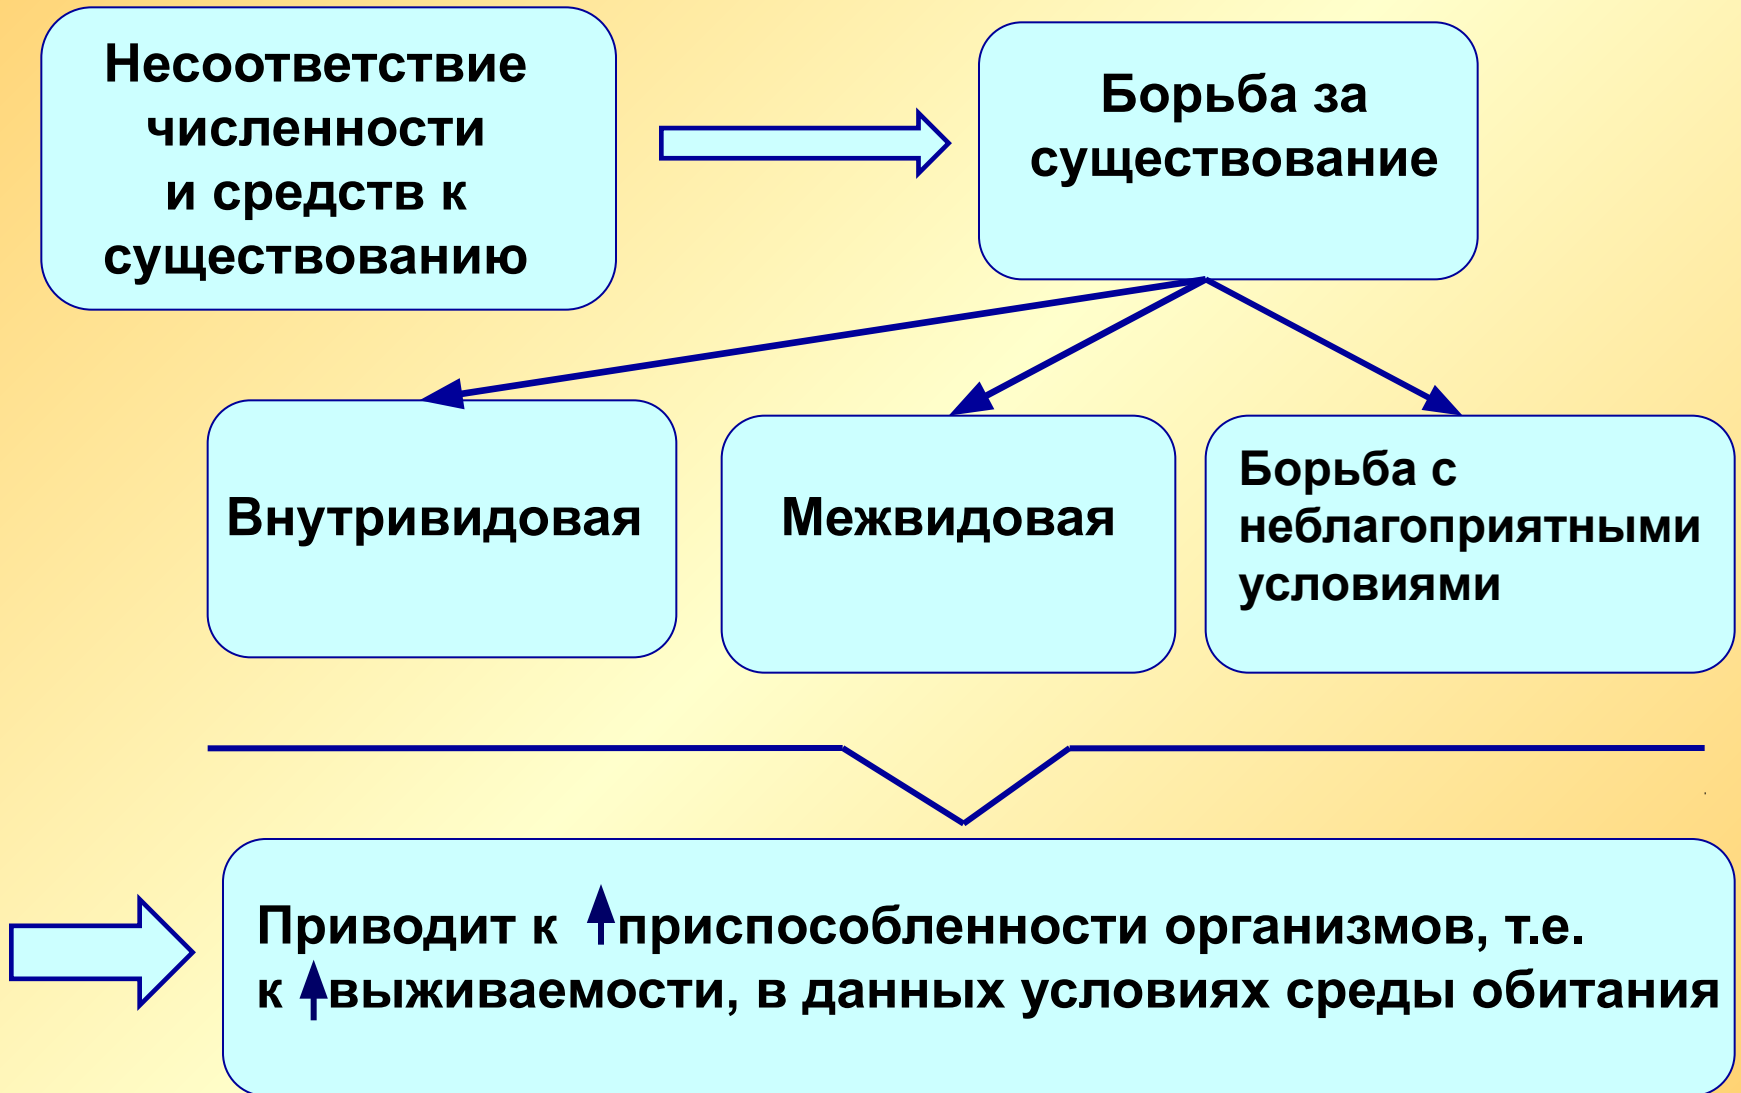 Несоответствие
численности
и средств к
существованию
Борьба за
существование
Внутривидовая
Межвидовая
Борьба с
неблагоприятными
условиями
Приводит к приспособленности организмов, т.е.
к выживаемости, в данных условиях среды обитания